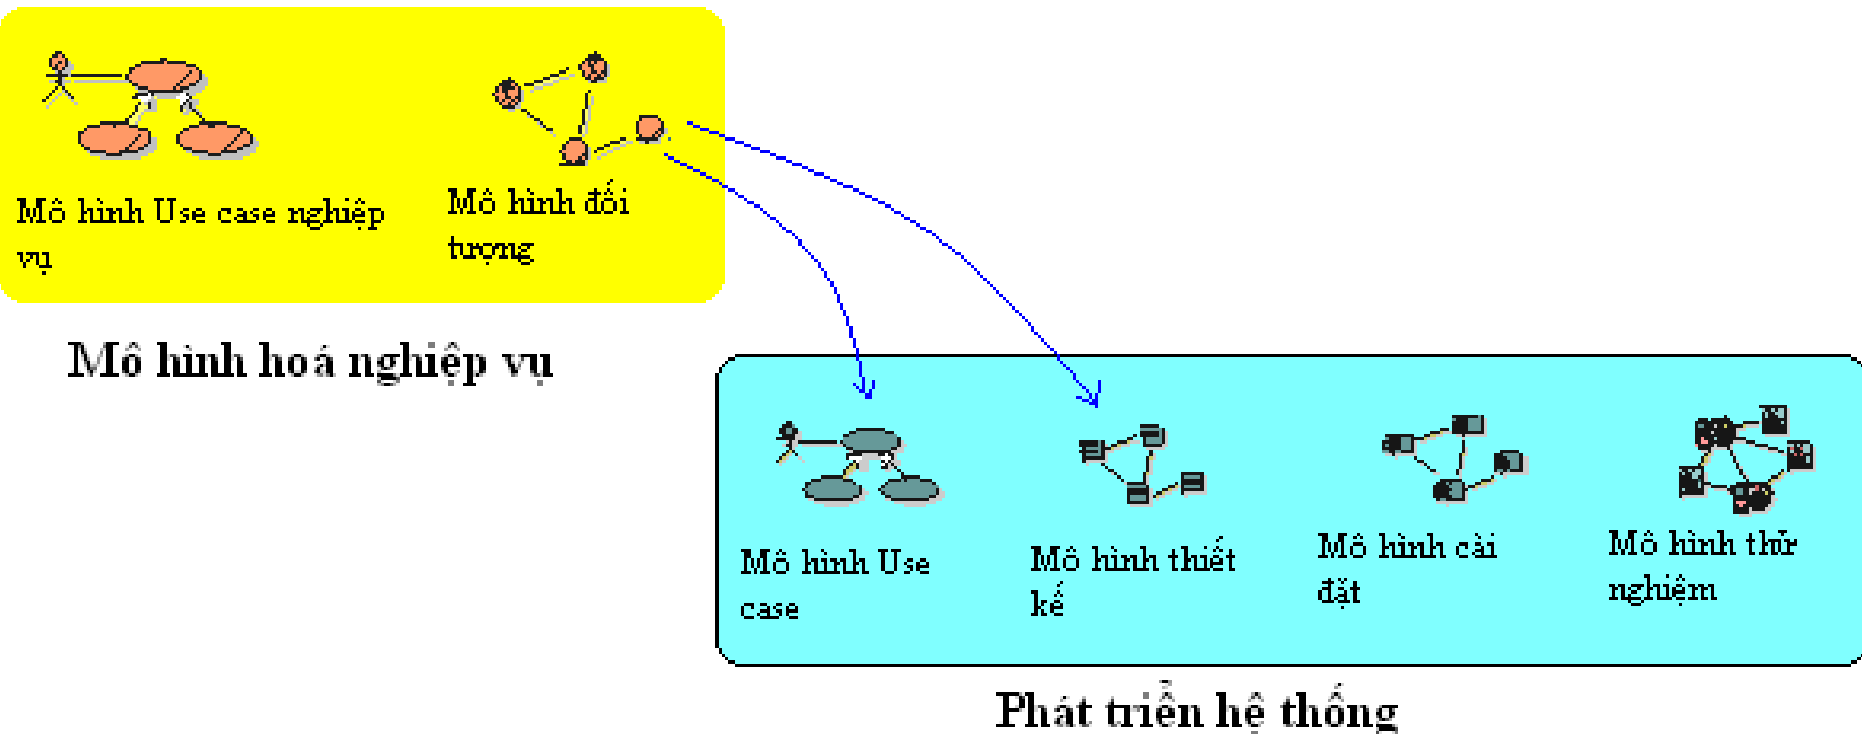 Mô hình Use case nghiệp
vụ
Mô hình đối
tượng
Mô hình hoá nghiệp vụ
Mô hình Use
case
Mô hình thiết
kế
Mô hình cài
đặt
Mô hình thử
nghiệm
Phát triển hệ thống